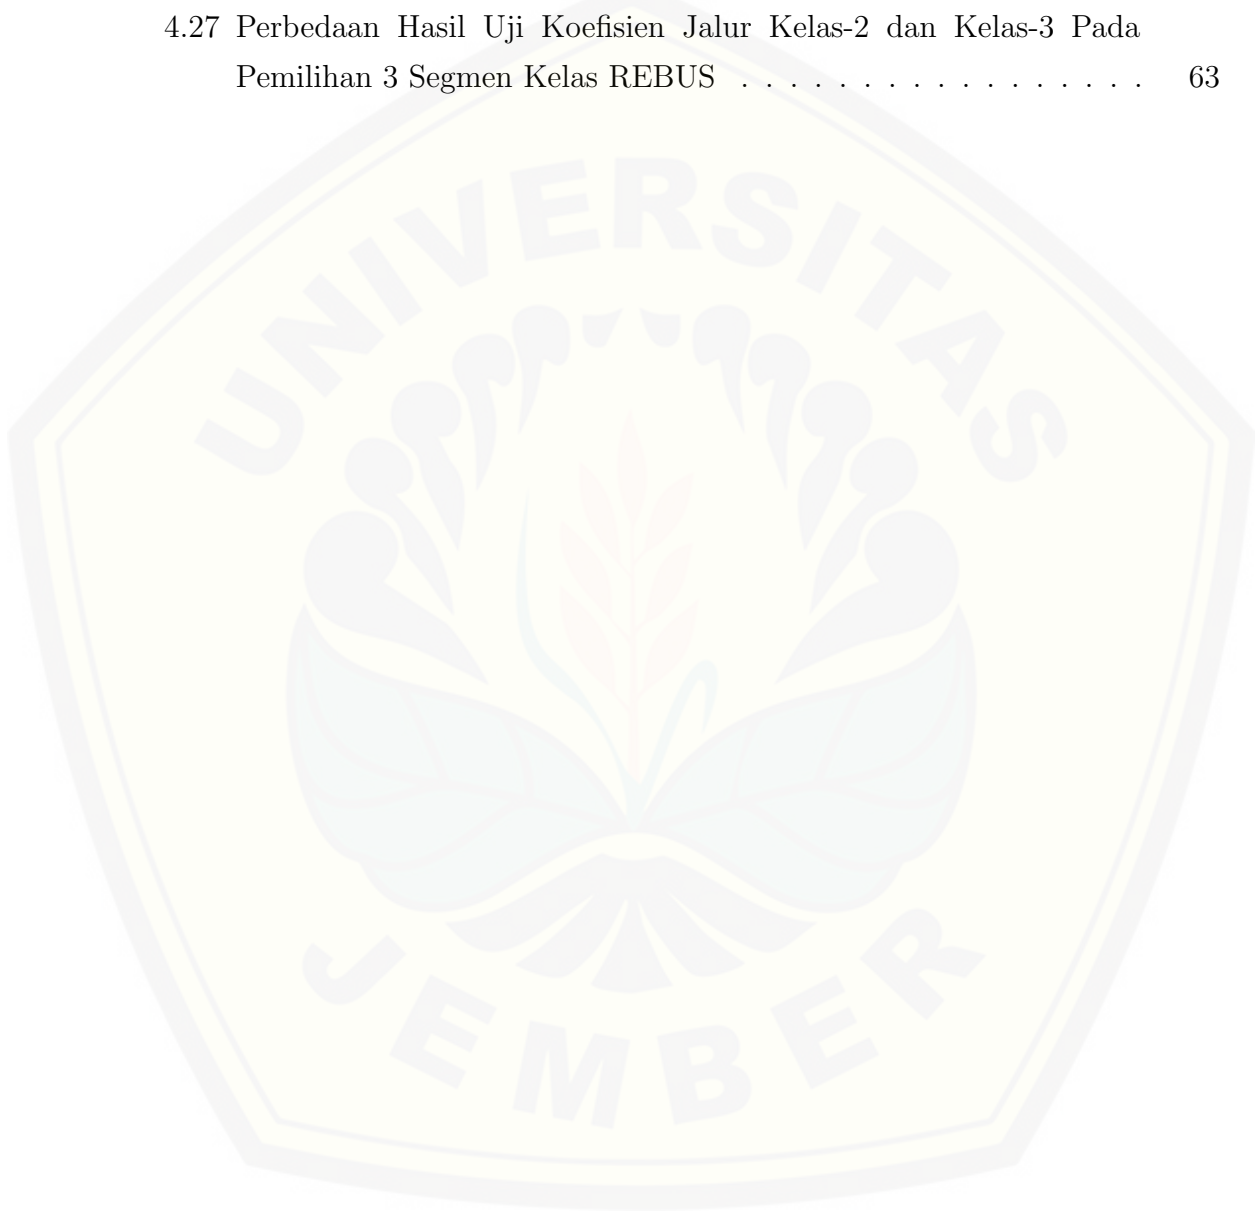 4.27 Perbedaan Hasil Uji Koefisien Jalur Kelas-2 dan Kelas-3 Pada
Pemilihan 3 Segmen Kelas REBUS . . . . . . . . . . . . . . . . . 63
UNIVERSITAS
JEMBER